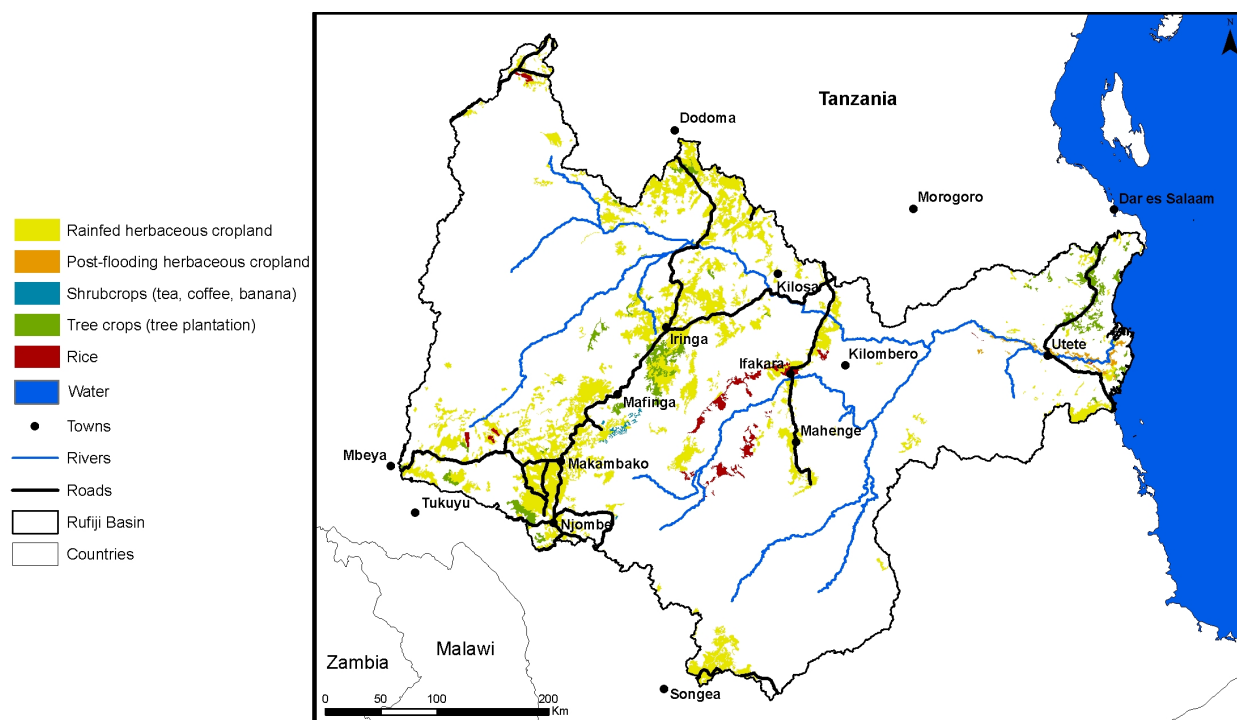 Rainfed herbaceous cropland
Post-flooding herbaceous cropland
Shrubcrops (tea, coffee, banana)
Tree crops (tree plantation)
Rice
Water
Towns
Rivers
Roads
Rufiji Basin
Countries
N
Tanzania
Dodoma
Morogoro
Dar es Salaam
Kilosa
Iringa
Utete
Ifakara
Kilombero
Mafinga
Mahenge
Mbeya
Makambako
Tukuyu
Njombe
Malawi
Zambia
Songea
0 50 100 200
Km